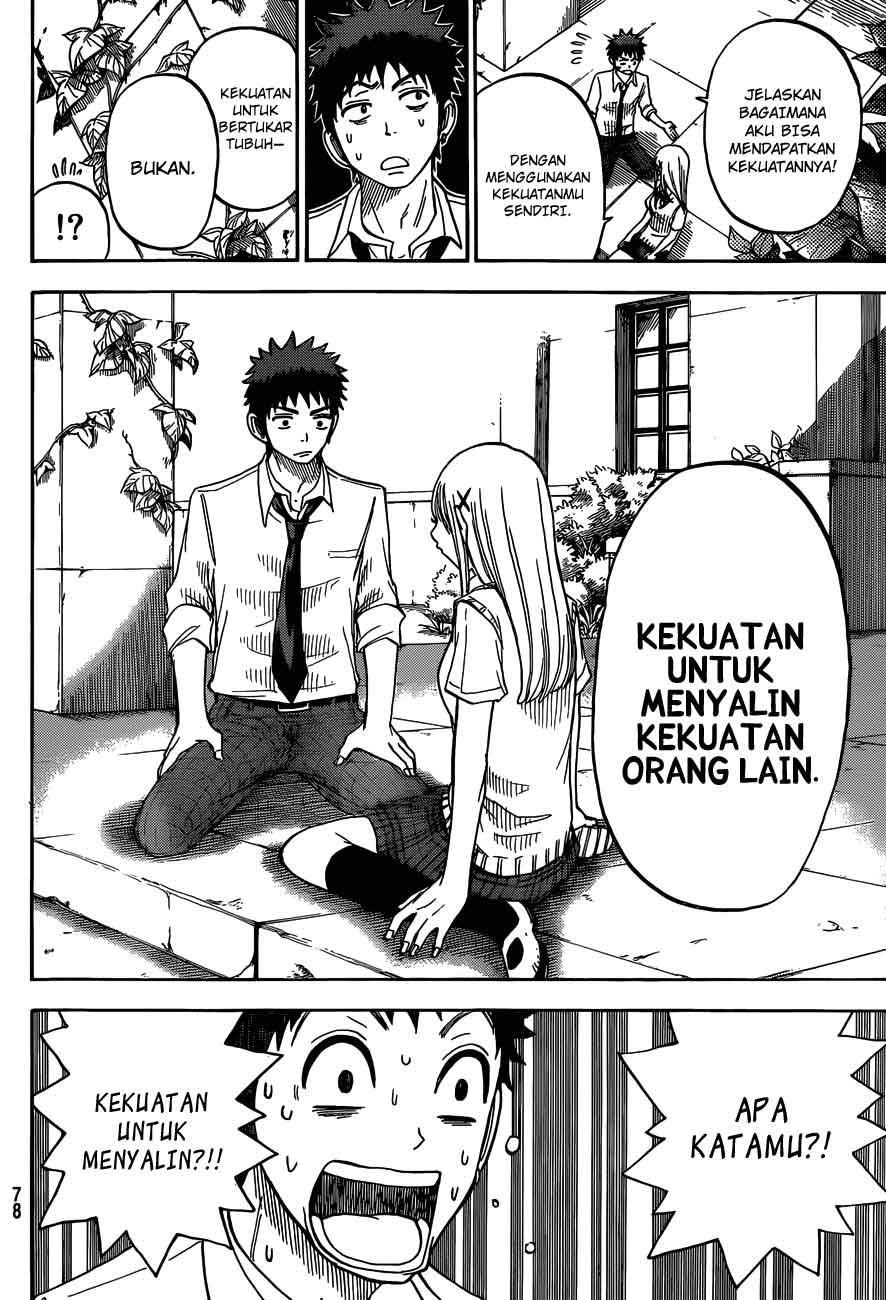 JELASKAN
BAGAIMANA
AKU BISA
MENDAPATKAN
KEKUATANNYA!
DENGAN
MENGGUNAKAN
KEKUATANMU
SENDIRI.
KEKUATAN
UNTUK
BERTUKAR
TUBUH—
BUKAN.
!?
KEKUATAN
UNTUK
MENYALIN
KEKUATAN
ORANG LAIN.
APA
KATAMU?!
KEKUATAN
UNTUK
MENYALIN?!!
78